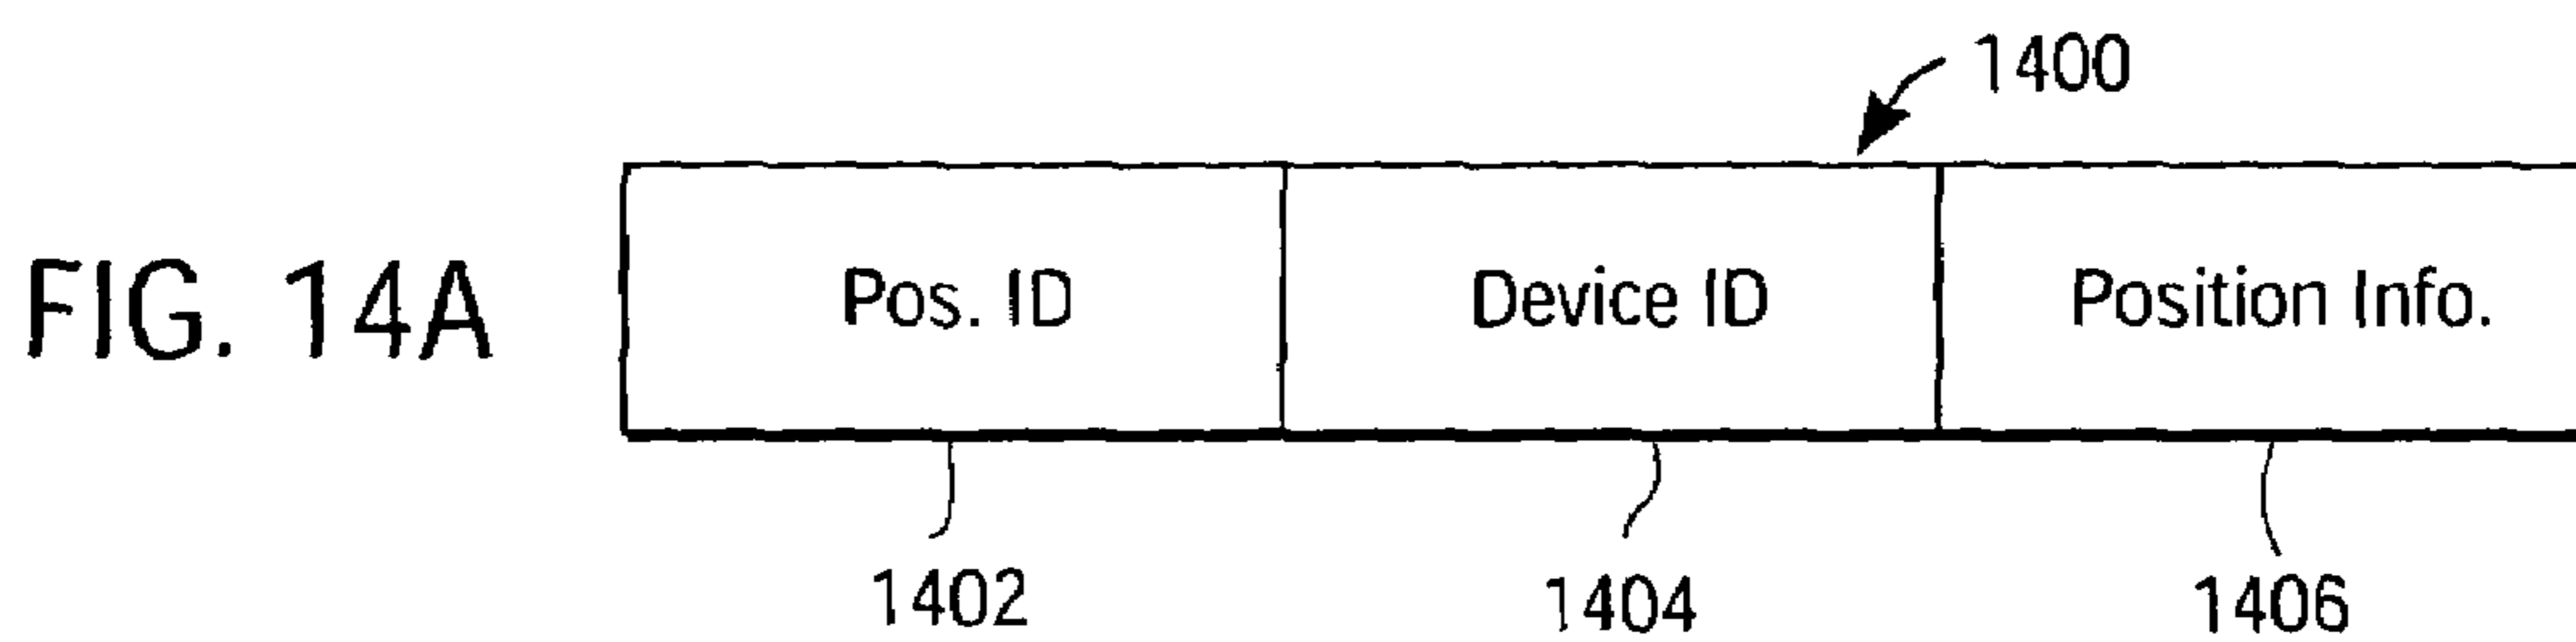 1400
FIG. 14A
Pos. ID
Device ID
Position Info.
1402
1404
1406